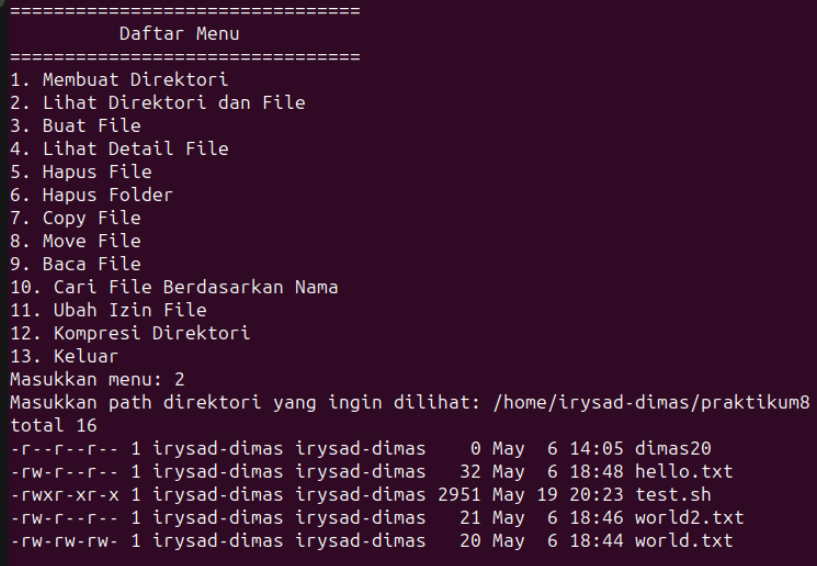 ================================
Daftar Menu
================================
1. Membuat Direktori
2. Lihat Direktori dan File
3. Buat File
4. Lihat Detail File
5. Hapus File
6. Hapus Folder
7. Copy File
8. Move File
9. Baca File
10. Cari File Berdasarkan Nama
11. Ubah Izin File
12. Kompresi Direktori
13. Keluar
Masukkan menu: 2
Masukkan path direktori yang ingin dilihat: /home/irysad-dimas/praktikum8
total 16
-r--r--r-- 1 irysad-dimas irysad-dimas    0 May  6 14:05 dimas20
-rw-r--r-- 1 irysad-dimas irysad-dimas   32 May  6 18:48 hello.txt
-rwxr-xr-x 1 irysad-dimas irysad-dimas 2951 May 19 20:23 test.sh
-rw-r--r-- 1 irysad-dimas irysad-dimas   21 May  6 18:46 world2.txt
-rw-rw-rw- 1 irysad-dimas irysad-dimas   20 May  6 18:44 world.txt